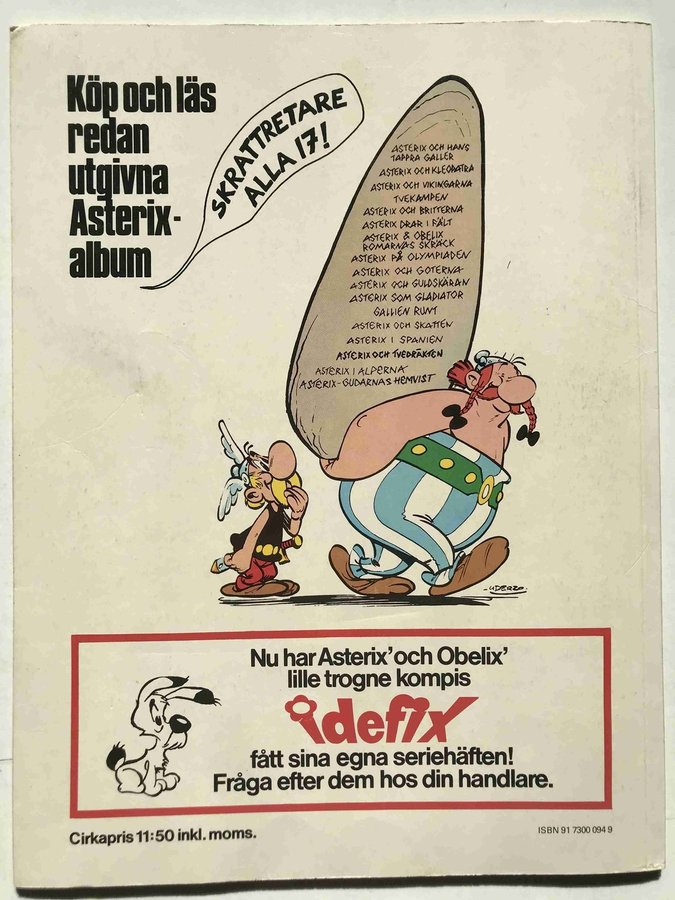 Köp och läs
redan
utgivna
Asterix-
album
SKRATTRETARE
ALLA 17!
ASTERIX OCH HANS
TAPPRA GALLER
ASTERIX OCH KLEOPATRA
ASTERIX OCH VIKINGARNA
TVEKAMPEN
ASTERIX OCH BRITTERNA
ASTERIX DRAR I FÄLT
ASTERIX & OBELIX
ROMARNAS SKRÄCK
ASTERIX PÅ OLYMPIADEN
ASTERIX OCH GOTERNA
ASTERIX OCH GULDSKÄRAN
ASTERIX SOM GLADIATOR
GALLIEN RUNT
ASTERIX OCH SKATTEN
ASTERIX I SPANIEN
ASTERIX OCH TVEDRÄKTEN
ASTERIX I ALPERNA
ASTERIX-GUDARNAS HEMVIST
-UDERZO-
Nu har Asterix' och Obelix'
lille trogne kompis
idefix
fått sina egna seriehäften!
Fråga efter dem hos din handlare.
Cirkapris 11:50 inkl. moms.
ISBN 91 7300 094 9